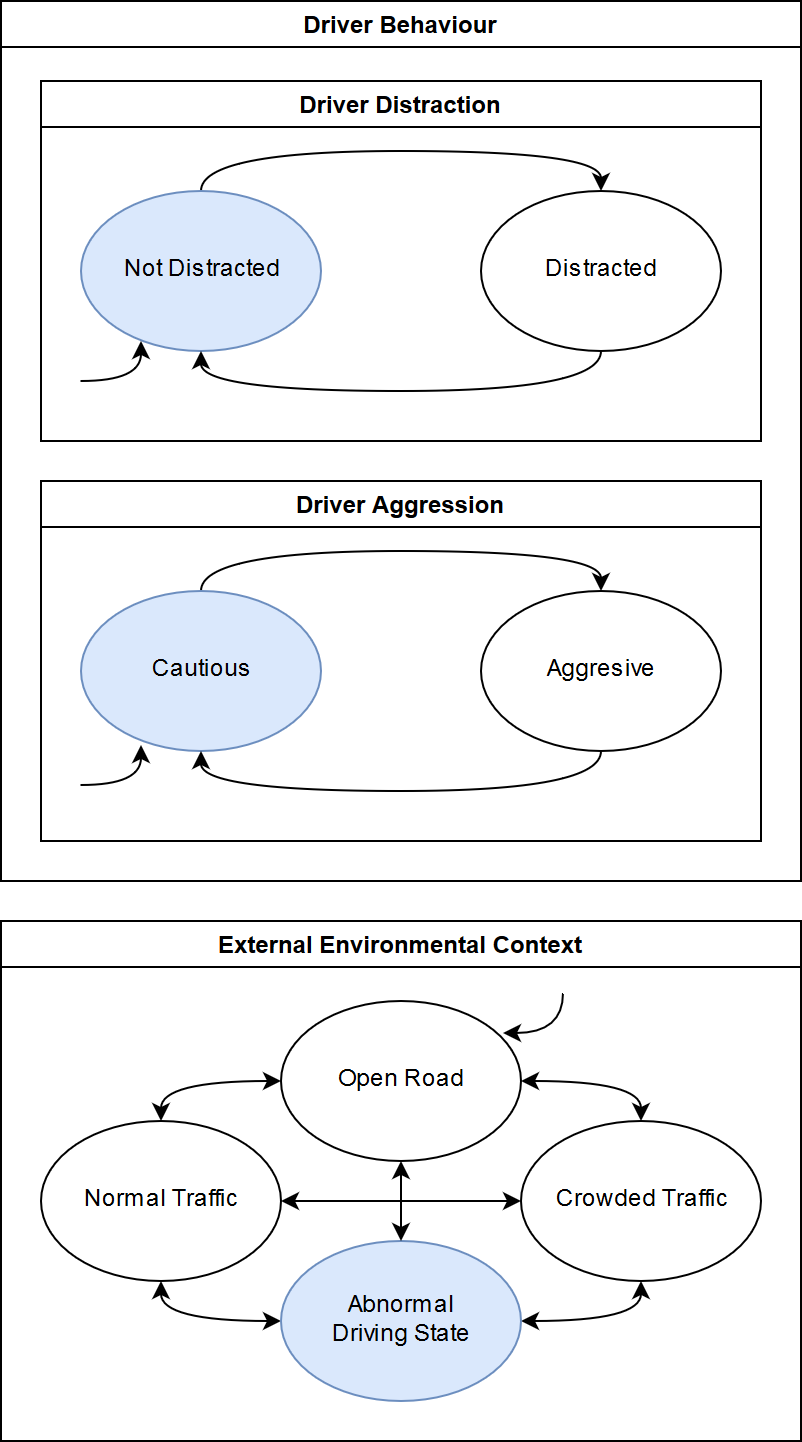 Driver Behaviour
Driver Distraction
Not Distracted
Distracted
Driver Aggression
Cautious
Aggresive
External Environmental Context
Open Road
Normal Traffic
Crowded Traffic
Abnormal
Driving State